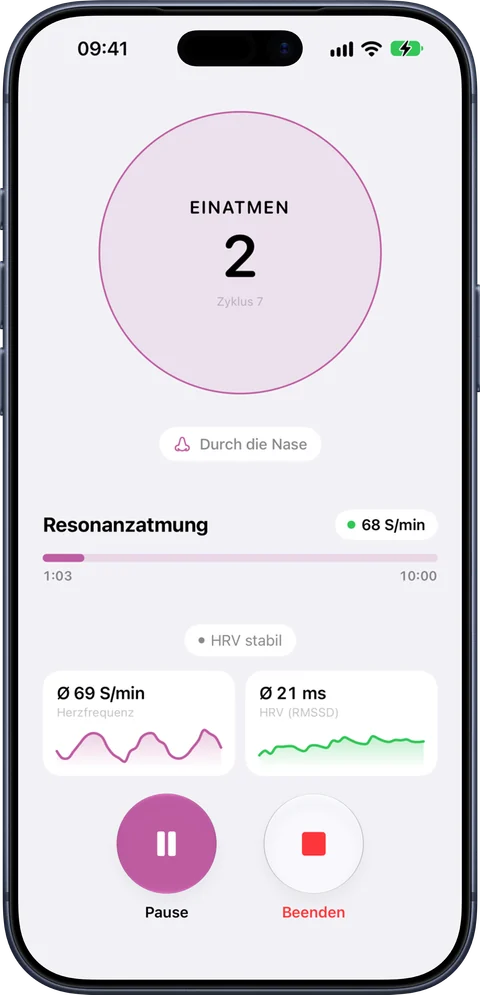 09:41
EINATMEN
2
Zyklus 7
Durch die Nase
Resonanzatmung
68 S/min
1:03
10:00
HRV stabil
Ø 69 S/min
Herzfrequenz
Ø 21 ms
HRV (RMSSD)
Pause
Beenden